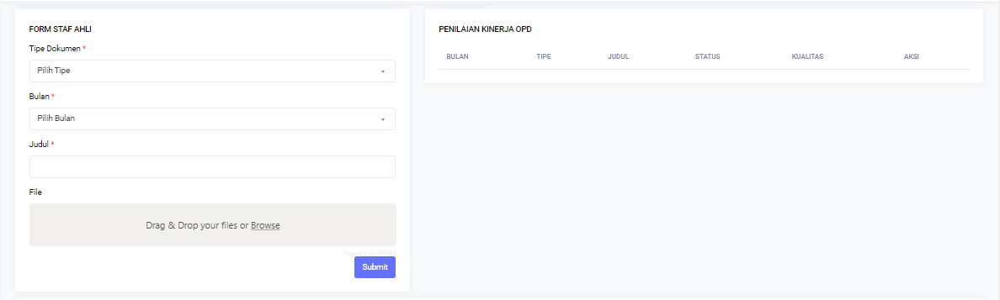 FORM STAF AHLI
Tipe Dokumen *
Pilih Tipe
Bulan *
Pilih Bulan
Judul *
File
Drag & Drop your files or Browse
Powered by PQINA
Submit
PENILAIAN KINERJA OPD
BULAN TIPE JUDUL STATUS KUALITAS AKSI